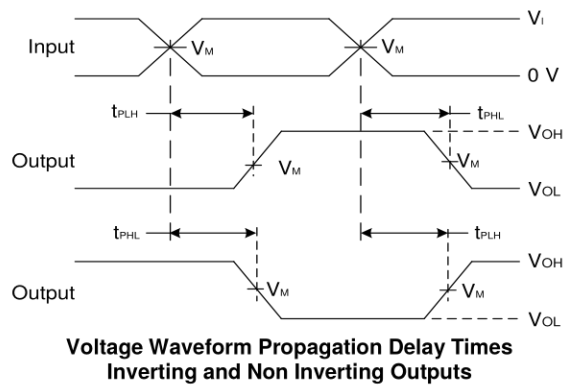 VI
Input
VM
VM
0 V
tPLH
tPHL
VOH
Output
VM
VM
VOL
tPHL
tPLH
VOH
Output
VM
VM
VOL
Voltage Waveform Propagation Delay Times
Inverting and Non Inverting Outputs